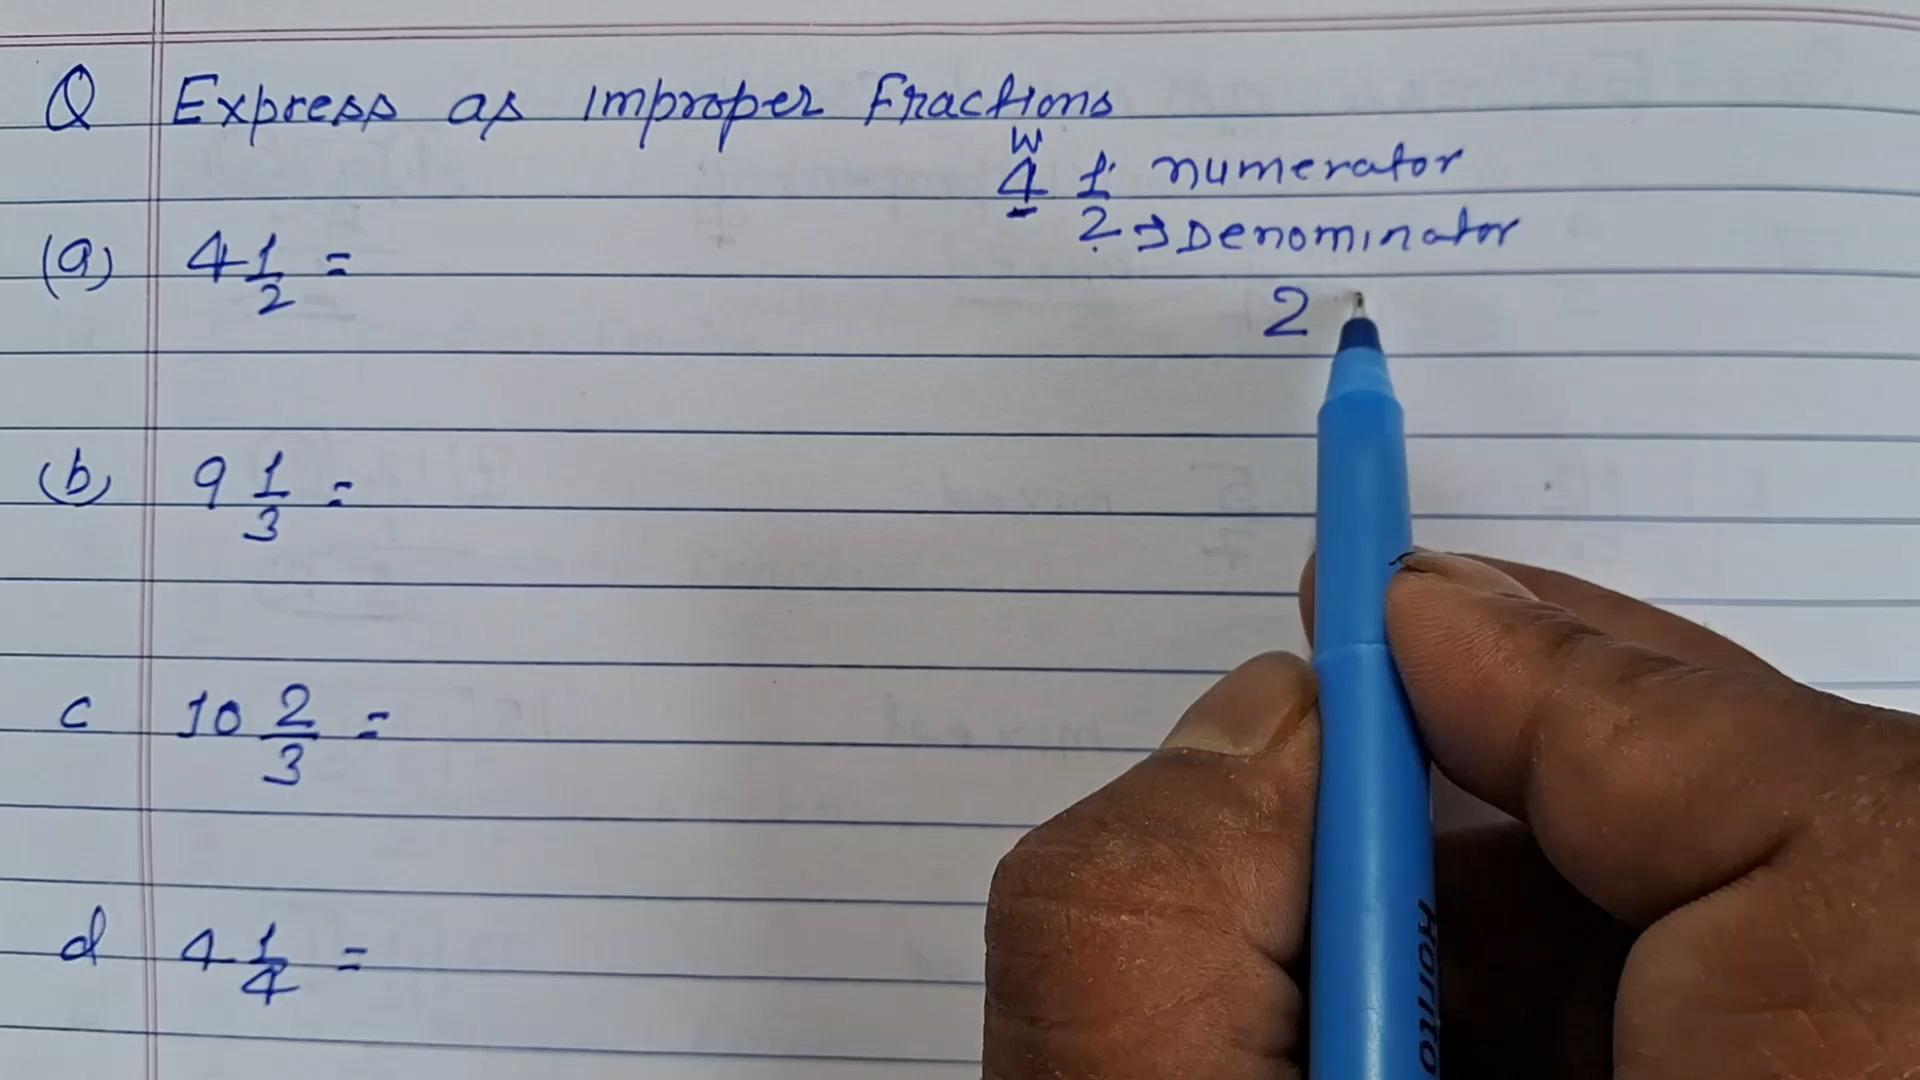 Q Express as improper Fractions
W
4 1/2 numerator
→ Denominator
(a) 4 1/2 =
2
(b) 9 1/3 =
c 10 2/3 =
d 4 1/4 =